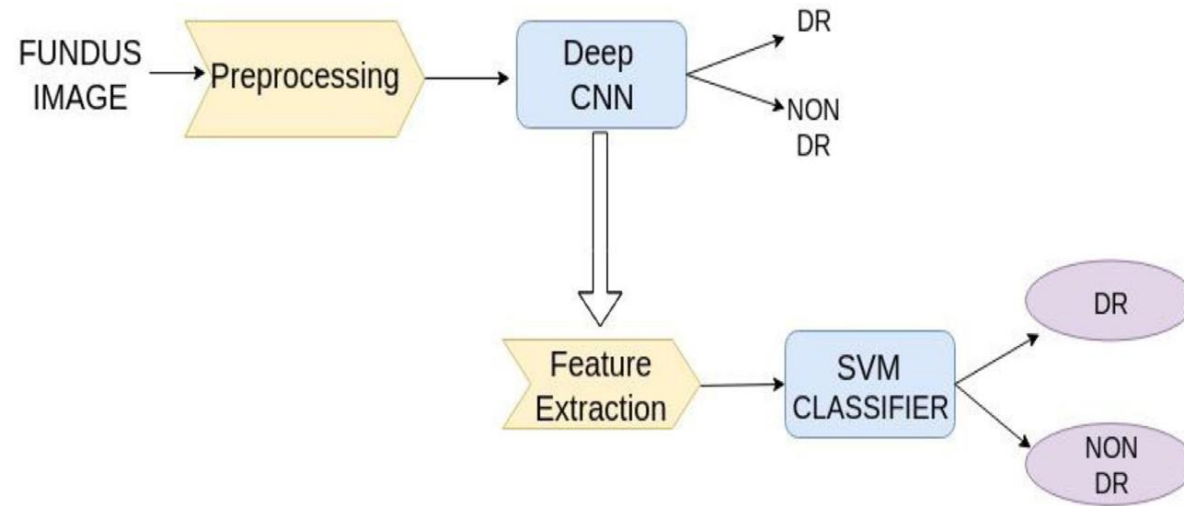 FUNDUS
IMAGE
Preprocessing
Deep
CNN
DR
NON
DR
Feature
Extraction
SVM
CLASSIFIER
DR
NON
DR